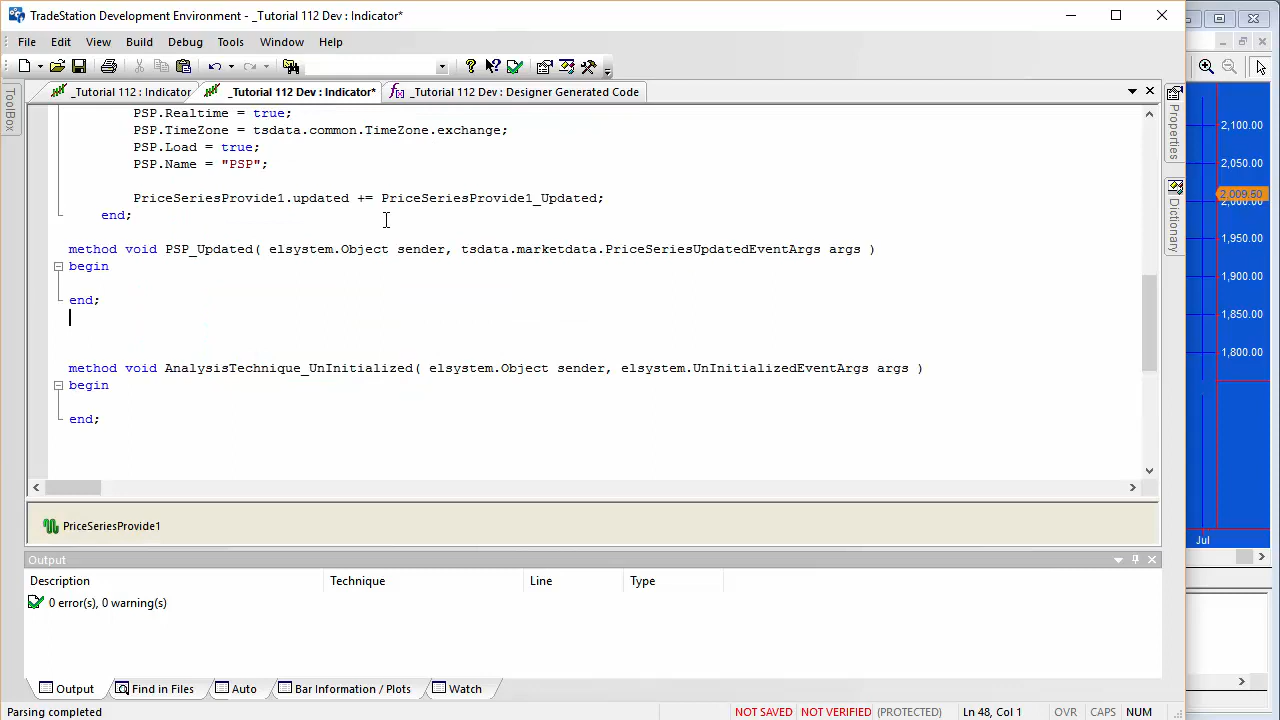 TradeStation Development Environment - _Tutorial 112 Dev : Indicator*
File Edit View Build Debug Tools Window Help
_Tutorial 112 : Indicator _Tutorial 112 Dev : Indicator* _Tutorial 112 Dev : Designer Generated Code
ToolBox
Properties
Dictionary
PSP.Realtime = true;
PSP.TimeZone = tsdata.common.TimeZone.exchange;
PSP.Load = true;
PSP.Name = "PSP";
PriceSeriesProvide1.updated += PriceSeriesProvide1_Updated;
end;
method void PSP_Updated( elsystem.Object sender, tsdata.marketdata.PriceSeriesUpdatedEventArgs args )
begin
end;
method void AnalysisTechnique_UnInitialized( elsystem.Object sender, elsystem.UnInitializedEventArgs args )
begin
end;
PriceSeriesProvide1
Output
Description Technique Line Type
0 error(s), 0 warning(s)
Output Find in Files Auto Bar Information / Plots Watch
Parsing completed NOT SAVED NOT VERIFIED (PROTECTED) Ln 48, Col 1 OVR CAPS NUM
2,100.00
2,050.00
2,009.50
2,000.00
1,950.00
1,900.00
1,850.00
1,800.00
Jul